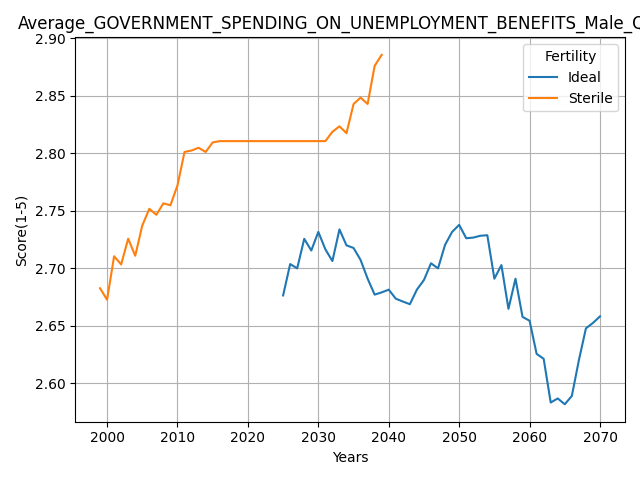 Average_GOVERNMENT_SPENDING_ON_UNEMPLOYMENT_BENEFITS_Male_
2.90
2.85
2.80
2.75
2.70
2.65
2.60
Score(1-5)
Fertility
Ideal
Sterile
2000 2010 2020 2030 2040 2050 2060 2070
Years